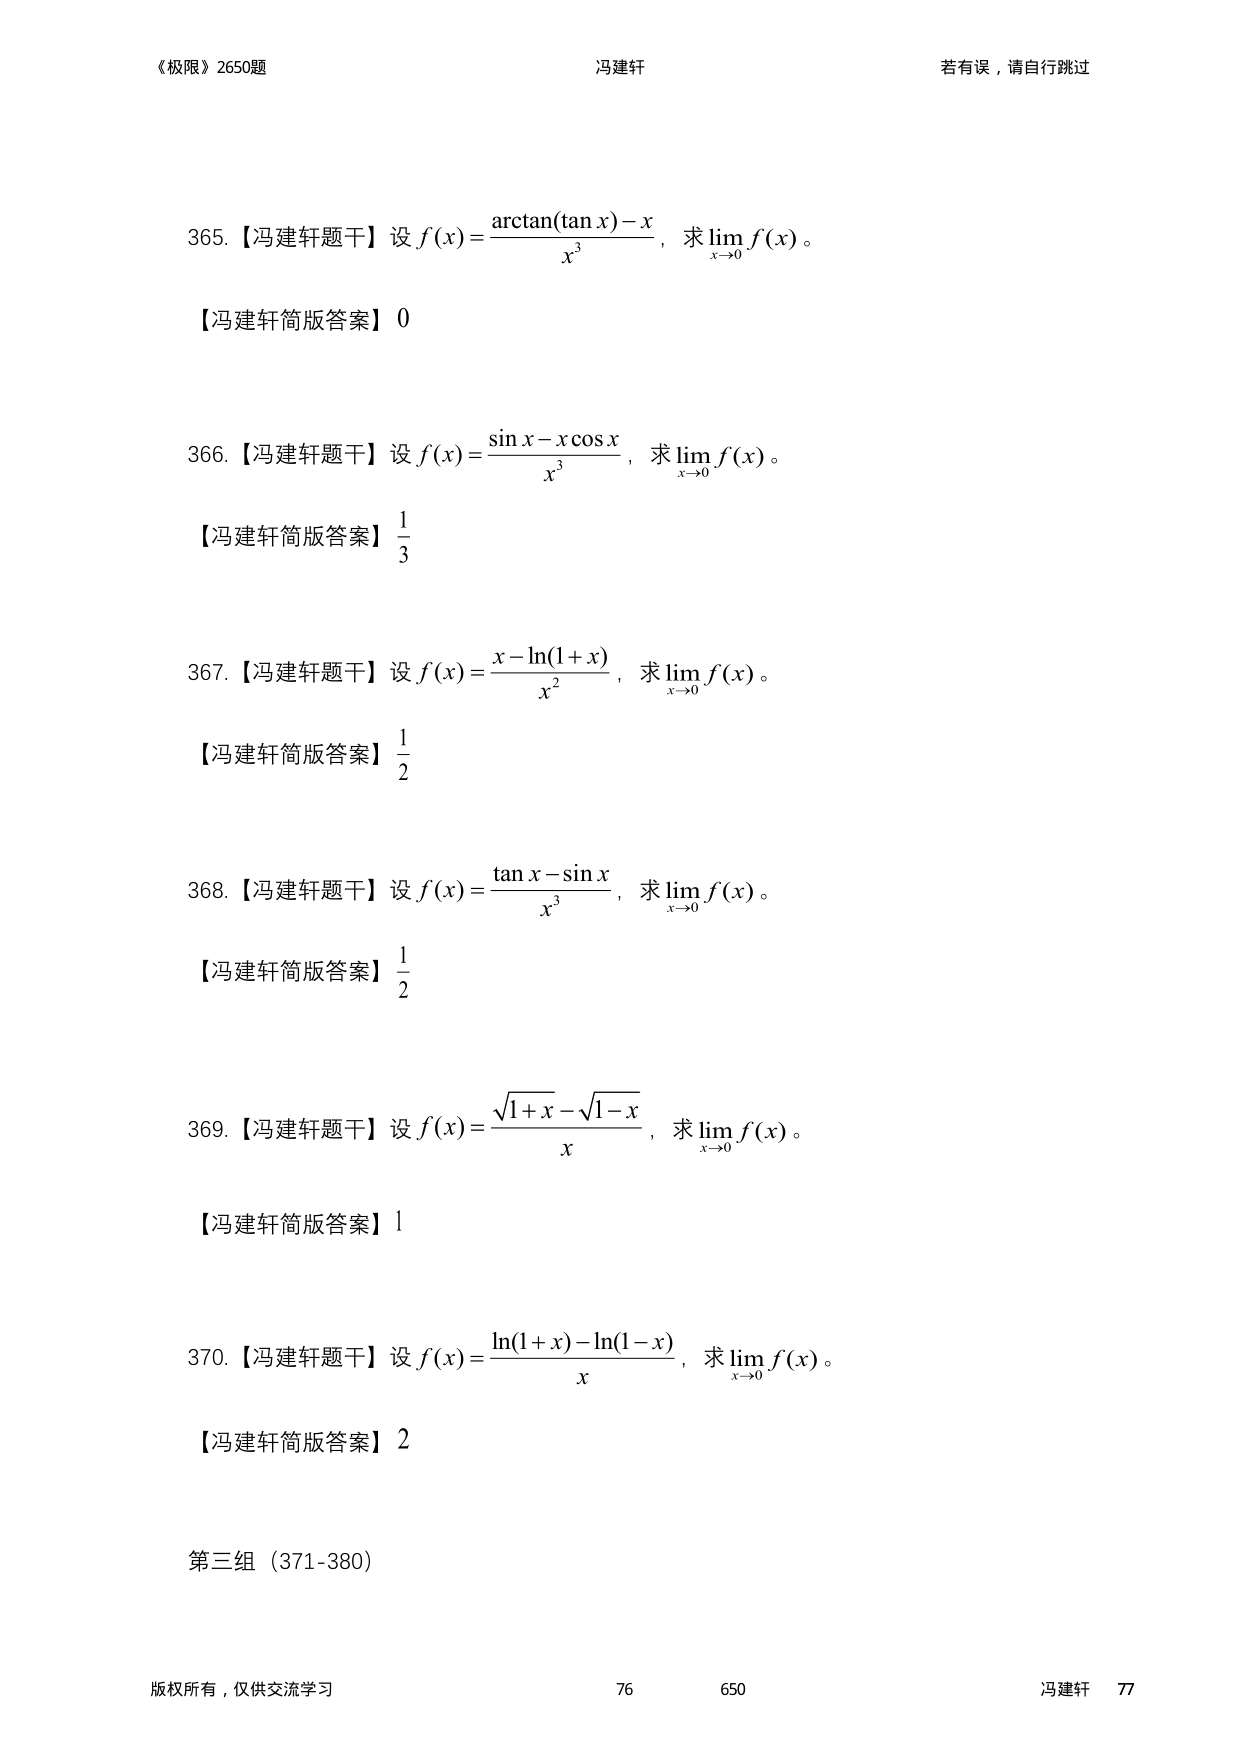 《极限》2650题 冯建轩 若有误，请自行跳过
365.【冯建轩题干】设 f(x) = (arctan(tan x) − x)/x³，求 lim_{x→0} f(x)。
【冯建轩简版答案】0
366.【冯建轩题干】设 f(x) = (sin x − x cos x)/x³，求 lim_{x→0} f(x)。
【冯建轩简版答案】1/3
367.【冯建轩题干】设 f(x) = (x − ln(1 + x))/x²，求 lim_{x→0} f(x)。
【冯建轩简版答案】1/2
368.【冯建轩题干】设 f(x) = (tan x − sin x)/x³，求 lim_{x→0} f(x)。
【冯建轩简版答案】1/2
369.【冯建轩题干】设 f(x) = (√(1 + x) − √(1 − x))/x，求 lim_{x→0} f(x)。
【冯建轩简版答案】1
370.【冯建轩题干】设 f(x) = (ln(1 + x) − ln(1 − x))/x，求 lim_{x→0} f(x)。
【冯建轩简版答案】2
第三组（371-380）
版权所有，仅供交流学习 76 650 冯建轩 77